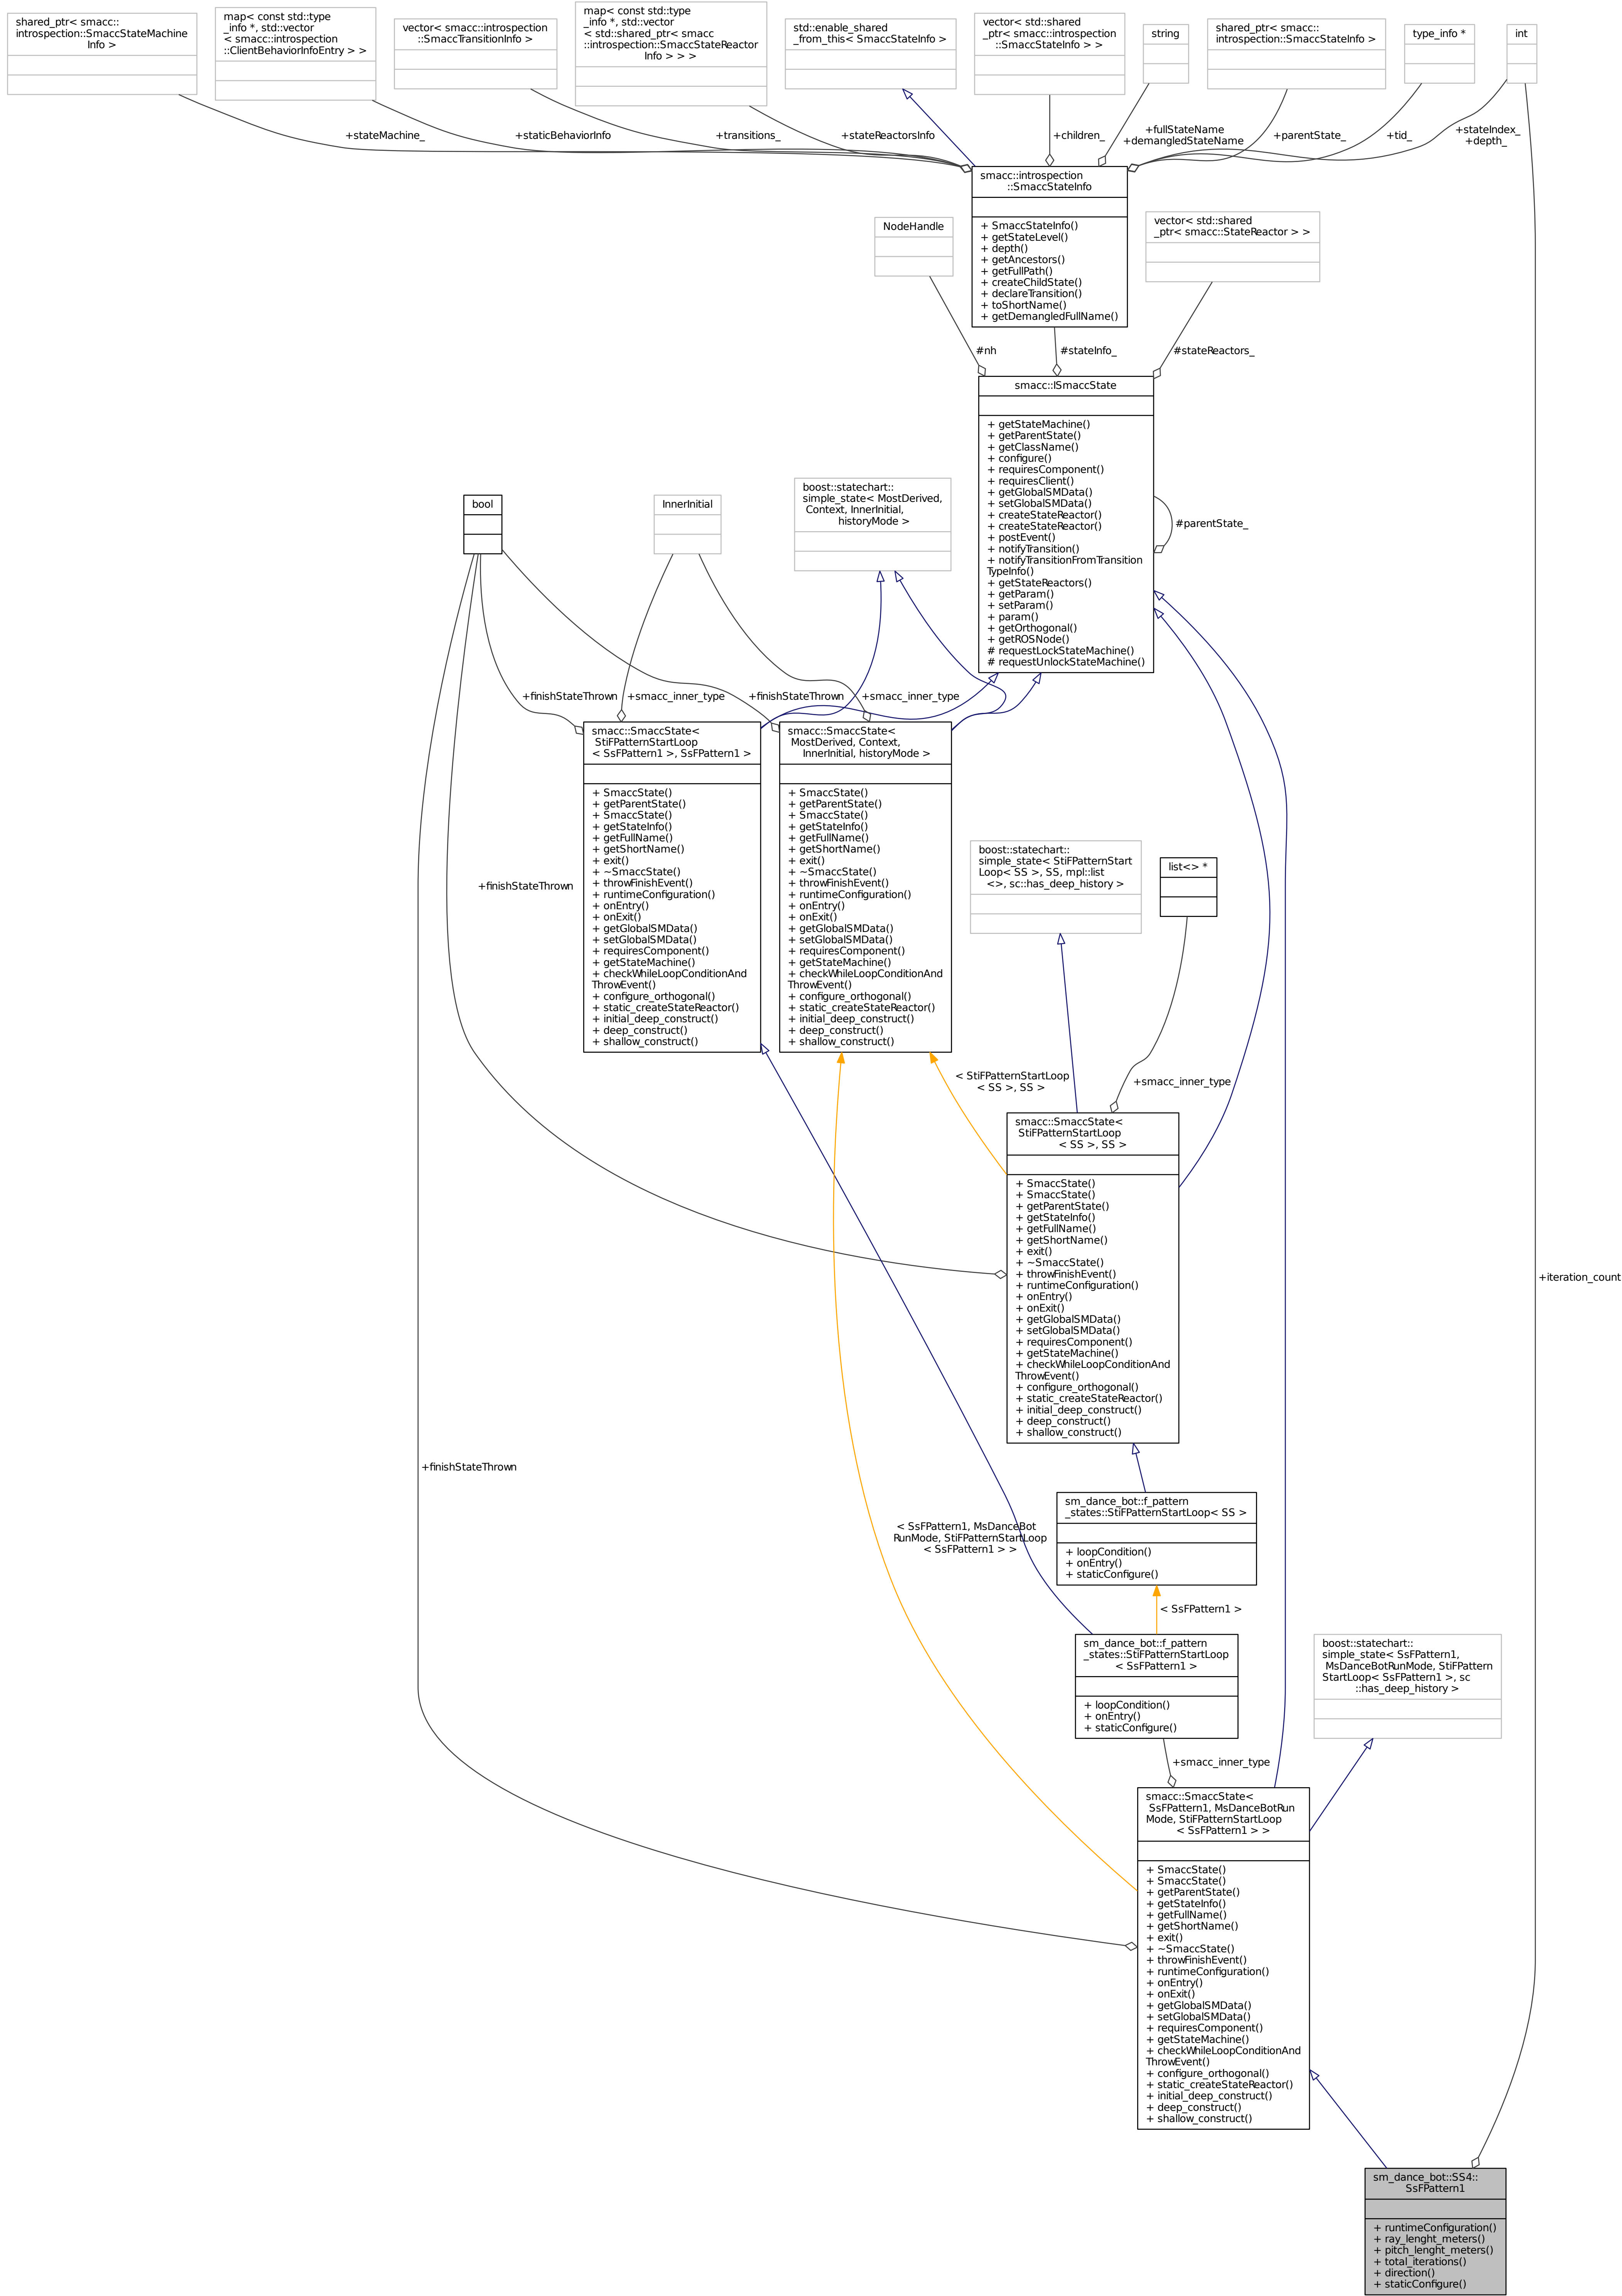 shared_ptr< smacc::
introspection::SmaccStateMachine
Info >
map< const std::type
_info *, std::vector
< smacc::introspection
::ClientBehaviorInfoEntry > >
vector< smacc::introspection
::SmaccTransitionInfo >
map< const std::type
_info *, std::vector
< std::shared_ptr< smacc
::introspection::SmaccStateReactor
Info > > >
std::enable_shared
_from_this< SmaccStateInfo >
vector< std::shared
_ptr< smacc::introspection
::SmaccStateInfo > >
string
shared_ptr< smacc::
introspection::SmaccStateInfo >
type_info *
int
+stateMachine_
+staticBehaviorInfo
+transitions_
+stateReactorsInfo
+children_
+fullStateName
+demangledStateName
+parentState_
+tid_
+stateIndex_
+depth_
smacc::introspection
::SmaccStateInfo
+ SmaccStateInfo()
+ getStateLevel()
+ depth()
+ getAncestors()
+ getFullPath()
+ createChildState()
+ declareTransition()
+ toShortName()
+ getDemangledFullName()
NodeHandle
vector< std::shared
_ptr< smacc::StateReactor > >
#nh
#stateInfo_
#stateReactors_
smacc::ISmaccState
+ getStateMachine()
+ getParentState()
+ getClassName()
+ configure()
+ requiresComponent()
+ requiresClient()
+ getGlobalSMData()
+ setGlobalSMData()
+ createStateReactor()
+ createStateReactor()
+ postEvent()
+ notifyTransition()
+ notifyTransitionFromTransition
TypeInfo()
+ getStateReactors()
+ getParam()
+ setParam()
+ param()
+ getOrthogonal()
+ getROSNode()
# requestLockStateMachine()
# requestUnlockStateMachine()
#parentState_
bool
InnerInitial
boost::statechart::
simple_state< MostDerived,
Context, InnerInitial,
historyMode >
+finishStateThrown
+smacc_inner_type
+finishStateThrown
+smacc_inner_type
smacc::SmaccState<
StiFPatternStartLoop
< SsFPattern1 >, SsFPattern1 >
+ SmaccState()
+ getParentState()
+ SmaccState()
+ getStateInfo()
+ getFullName()
+ getShortName()
+ exit()
+ ~SmaccState()
+ throwFinishEvent()
+ runtimeConfiguration()
+ onEntry()
+ onExit()
+ getGlobalSMData()
+ setGlobalSMData()
+ requiresComponent()
+ getStateMachine()
+ checkWhileLoopConditionAnd
ThrowEvent()
+ configure_orthogonal()
+ static_createStateReactor()
+ initial_deep_construct()
+ deep_construct()
+ shallow_construct()
smacc::SmaccState<
MostDerived, Context,
InnerInitial, historyMode >
+ SmaccState()
+ getParentState()
+ SmaccState()
+ getStateInfo()
+ getFullName()
+ getShortName()
+ exit()
+ ~SmaccState()
+ throwFinishEvent()
+ runtimeConfiguration()
+ onEntry()
+ onExit()
+ getGlobalSMData()
+ setGlobalSMData()
+ requiresComponent()
+ getStateMachine()
+ checkWhileLoopConditionAnd
ThrowEvent()
+ configure_orthogonal()
+ static_createStateReactor()
+ initial_deep_construct()
+ deep_construct()
+ shallow_construct()
+finishStateThrown
boost::statechart::
simple_state< StiFPatternStart
Loop< SS >, SS, mpl::list
<>, sc::has_deep_history >
list<> *
< StiFPatternStartLoop
< SS >, SS >
+smacc_inner_type
smacc::SmaccState<
StiFPatternStartLoop
< SS >, SS >
+ SmaccState()
+ SmaccState()
+ getParentState()
+ getStateInfo()
+ getFullName()
+ getShortName()
+ exit()
+ ~SmaccState()
+ throwFinishEvent()
+ runtimeConfiguration()
+ onEntry()
+ onExit()
+ getGlobalSMData()
+ setGlobalSMData()
+ requiresComponent()
+ getStateMachine()
+ checkWhileLoopConditionAnd
ThrowEvent()
+ configure_orthogonal()
+ static_createStateReactor()
+ initial_deep_construct()
+ deep_construct()
+ shallow_construct()
+iteration_count
+finishStateThrown
sm_dance_bot::f_pattern
_states::StiFPatternStartLoop< SS >
+ loopCondition()
+ onEntry()
+ staticConfigure()
< SsFPattern1, MsDanceBot
RunMode, StiFPatternStartLoop
< SsFPattern1 > >
< SsFPattern1 >
sm_dance_bot::f_pattern
_states::StiFPatternStartLoop
< SsFPattern1 >
+ loopCondition()
+ onEntry()
+ staticConfigure()
boost::statechart::
simple_state< SsFPattern1,
MsDanceBotRunMode, StiFPattern
StartLoop< SsFPattern1 >, sc
::has_deep_history >
+smacc_inner_type
smacc::SmaccState<
SsFPattern1, MsDanceBotRun
Mode, StiFPatternStartLoop
< SsFPattern1 > >
+ SmaccState()
+ SmaccState()
+ getParentState()
+ getStateInfo()
+ getFullName()
+ getShortName()
+ exit()
+ ~SmaccState()
+ throwFinishEvent()
+ runtimeConfiguration()
+ onEntry()
+ onExit()
+ getGlobalSMData()
+ setGlobalSMData()
+ requiresComponent()
+ getStateMachine()
+ checkWhileLoopConditionAnd
ThrowEvent()
+ configure_orthogonal()
+ static_createStateReactor()
+ initial_deep_construct()
+ deep_construct()
+ shallow_construct()
sm_dance_bot::SS4::
SsFPattern1
+ runtimeConfiguration()
+ ray_lenght_meters()
+ pitch_lenght_meters()
+ total_iterations()
+ direction()
+ staticConfigure()